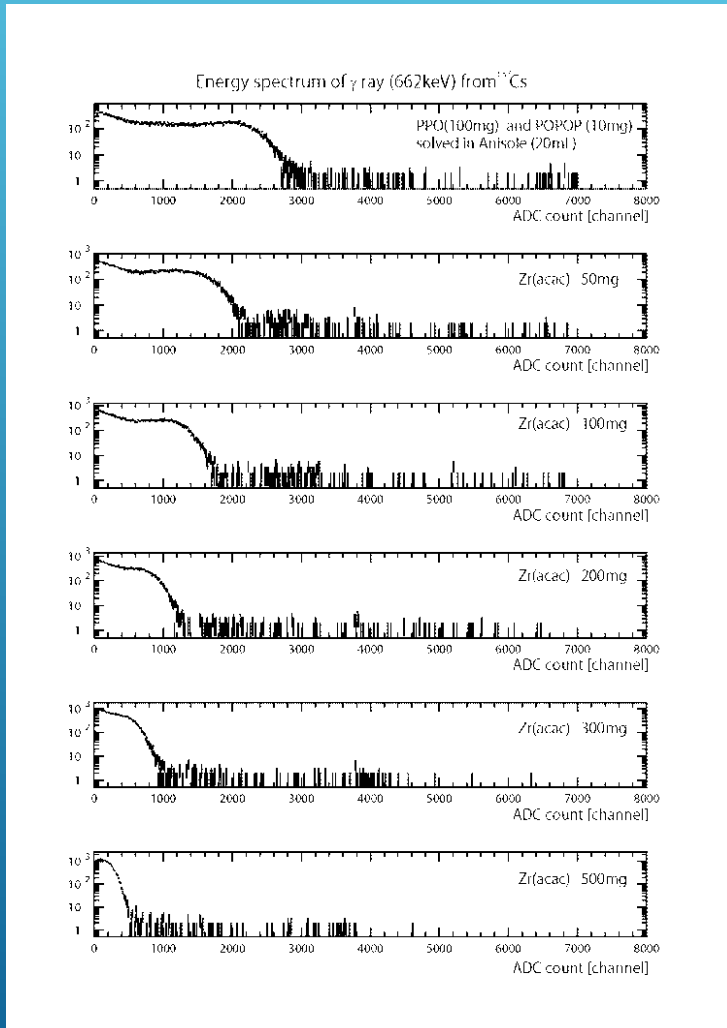 Energy spectrum of γ ray (662keV) from ¹³⁷Cs
10²
10
1
PPO(100mg) and POPOP (10mg)
solved in Anisole (20mL)
0 1000 2000 3000 4000 5000 6000 7000 8000
ADC count [channel]
10³
10²
10
1
Zr(acac) 50mg
0 1000 2000 3000 4000 5000 6000 7000 8000
ADC count [channel]
10³
10²
10
1
Zr(acac) 100mg
0 1000 2000 3000 4000 5000 6000 7000 8000
ADC count [channel]
10³
10²
10
1
Zr(acac) 200mg
0 1000 2000 3000 4000 5000 6000 7000 8000
ADC count [channel]
10³
10²
10
1
Zr(acac) 300mg
0 1000 2000 3000 4000 5000 6000 7000 8000
ADC count [channel]
10³
10²
10
1
Zr(acac) 500mg
0 1000 2000 3000 4000 5000 6000 7000 8000
ADC count [channel]